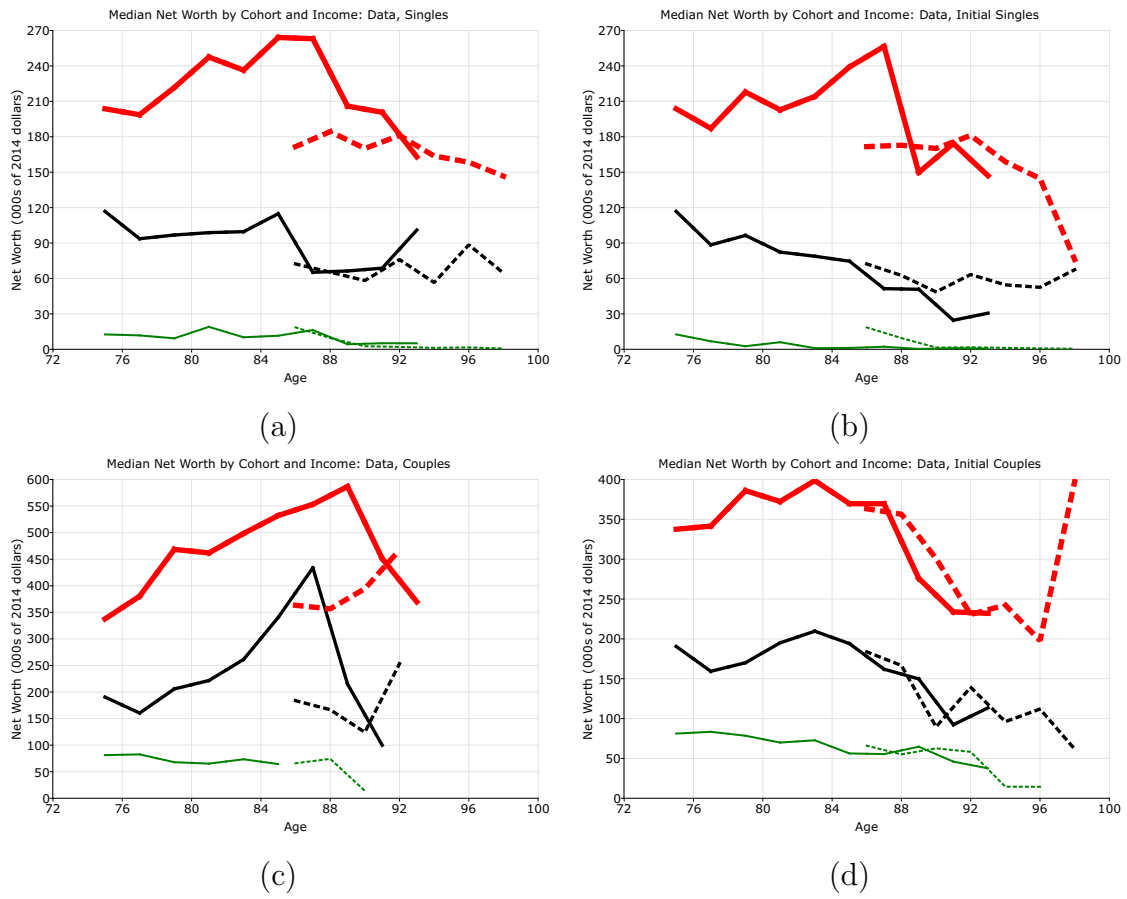 Median Net Worth by Cohort and Income: Data, Singles
Net Worth (000s of 2014 dollars)
270
240
210
180
150
120
90
60
30
0
72 76 80 84 88 92 96 100
Age
(a)
Median Net Worth by Cohort and Income: Data, Initial Singles
Net Worth (000s of 2014 dollars)
270
240
210
180
150
120
90
60
30
0
72 76 80 84 88 92 96 100
Age
(b)
Median Net Worth by Cohort and Income: Data, Couples
Net Worth (000s of 2014 dollars)
600
550
500
450
400
350
300
250
200
150
100
50
0
72 76 80 84 88 92 96 100
Age
(c)
Median Net Worth by Cohort and Income: Data, Initial Couples
Net Worth (000s of 2014 dollars)
400
350
300
250
200
150
100
50
0
72 76 80 84 88 92 96 100
Age
(d)